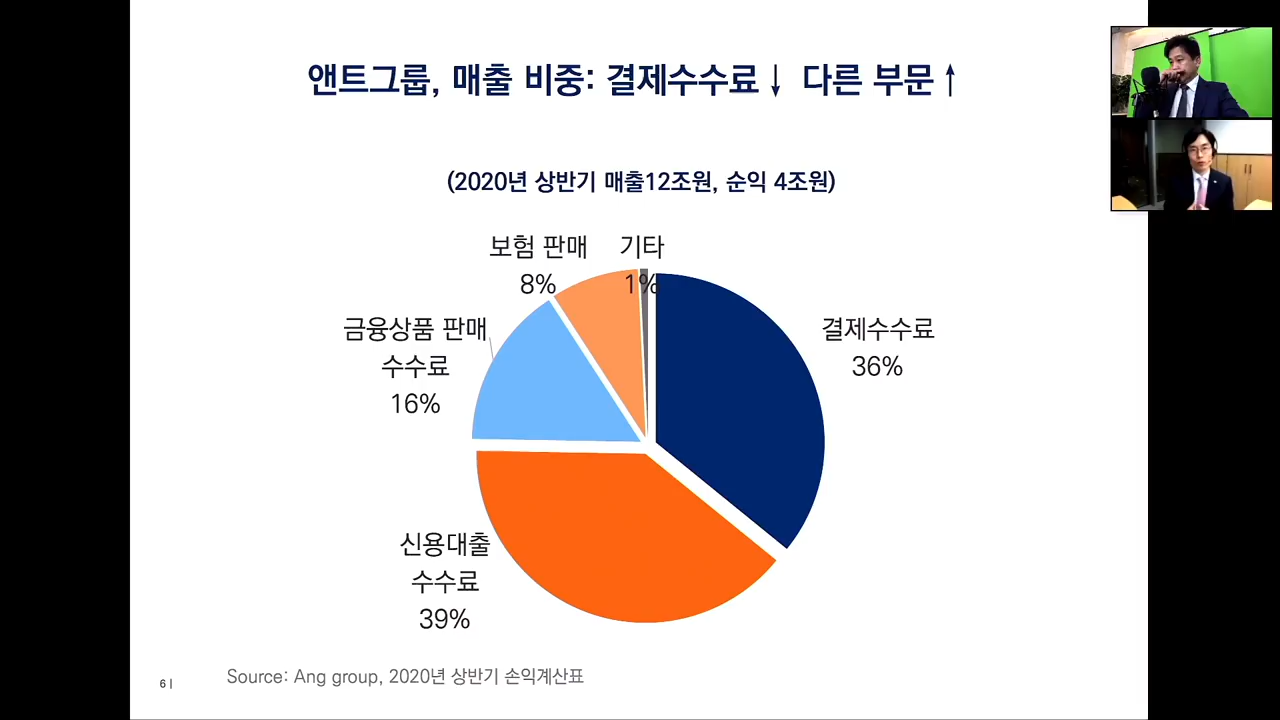 앤트그룹, 매출 비중: 결제수수료↓ 다른 부문↑
(2020년 상반기 매출12조원, 순익 4조원)
보험 판매
8%
기타
1%
금융상품 판매
수수료
16%
결제수수료
36%
신용대출
수수료
39%
Source: Ang group, 2020년 상반기 손익계산표
6 |